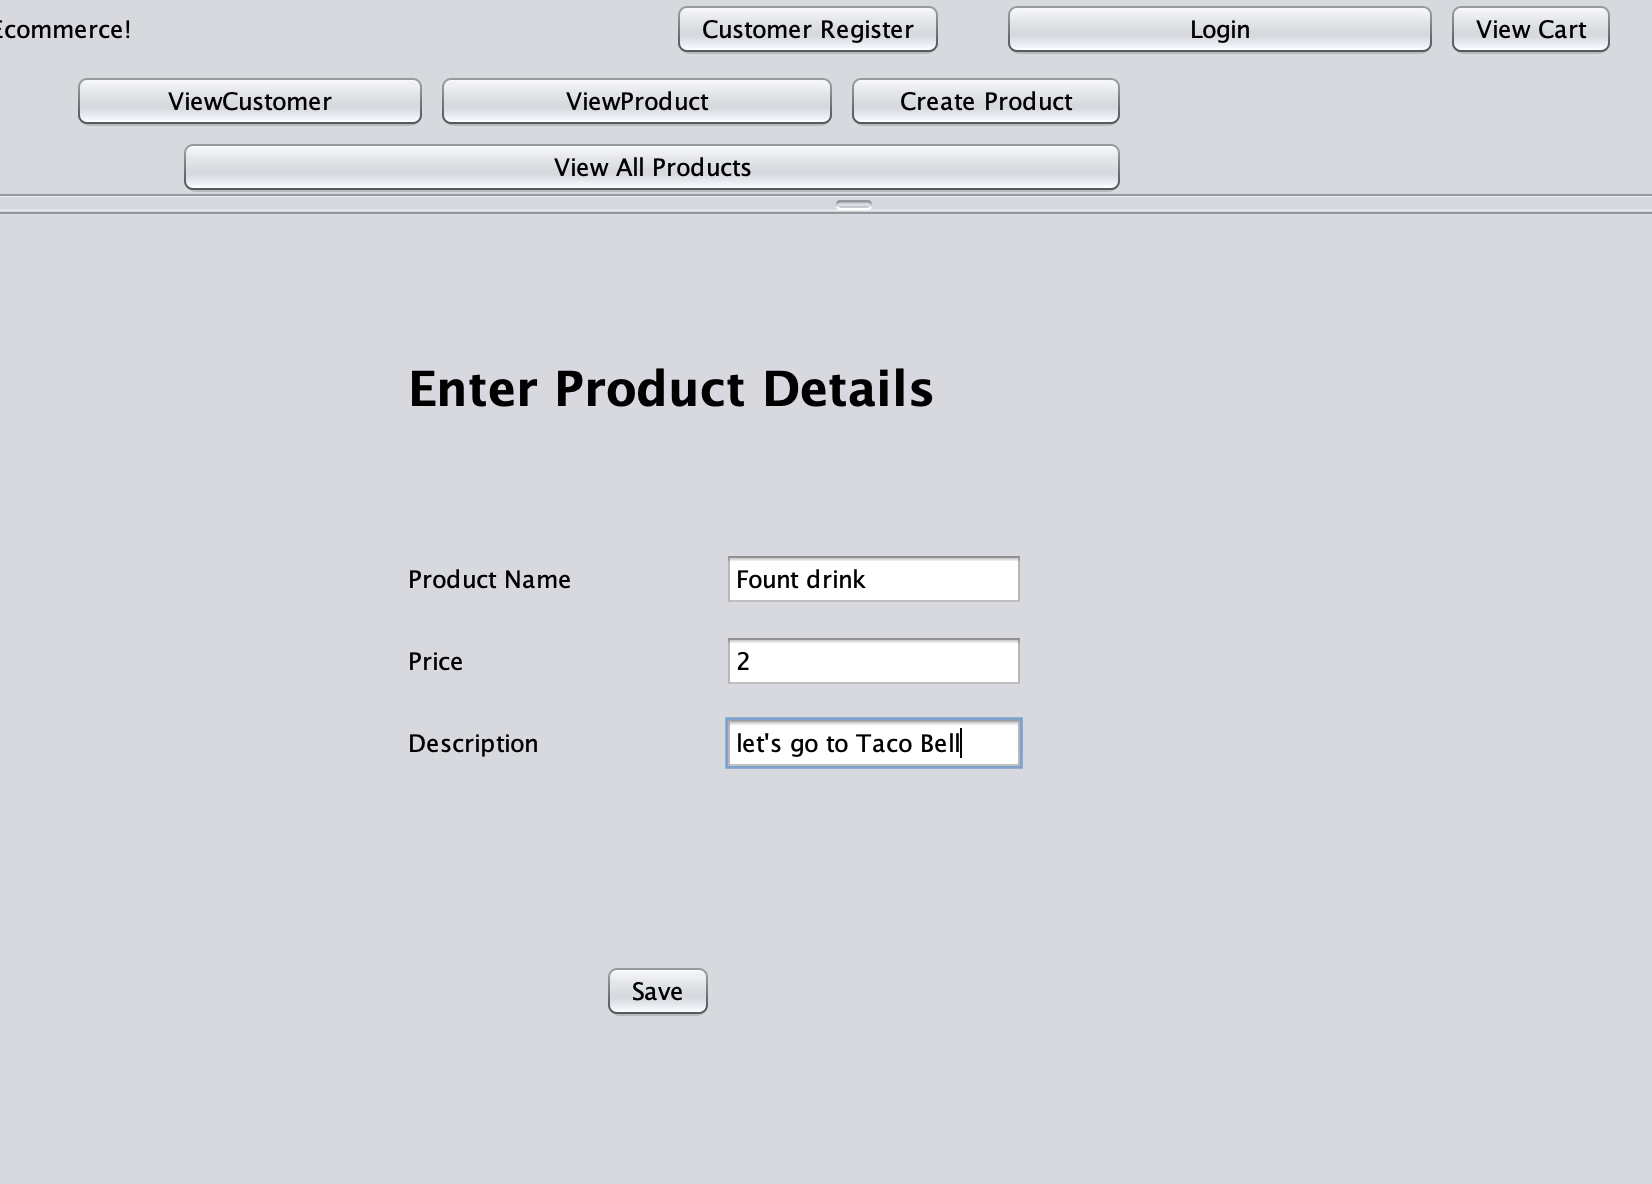 Ecommerce! Customer Register Login View Cart
ViewCustomer ViewProduct Create Product
View All Products
Enter Product Details
Product Name Fount drink
Price 2
Description let's go to Taco Bell
Save